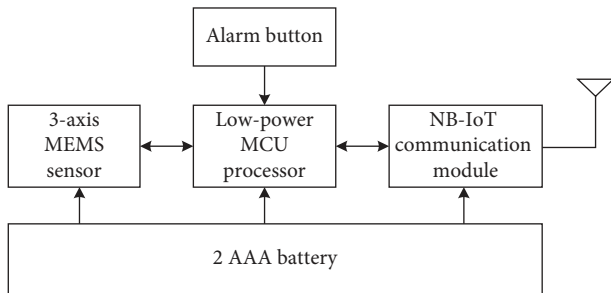 Alarm button
3-axis
MEMS
sensor
Low-power
MCU
processor
NB-IoT
communication
module
2 AAA battery